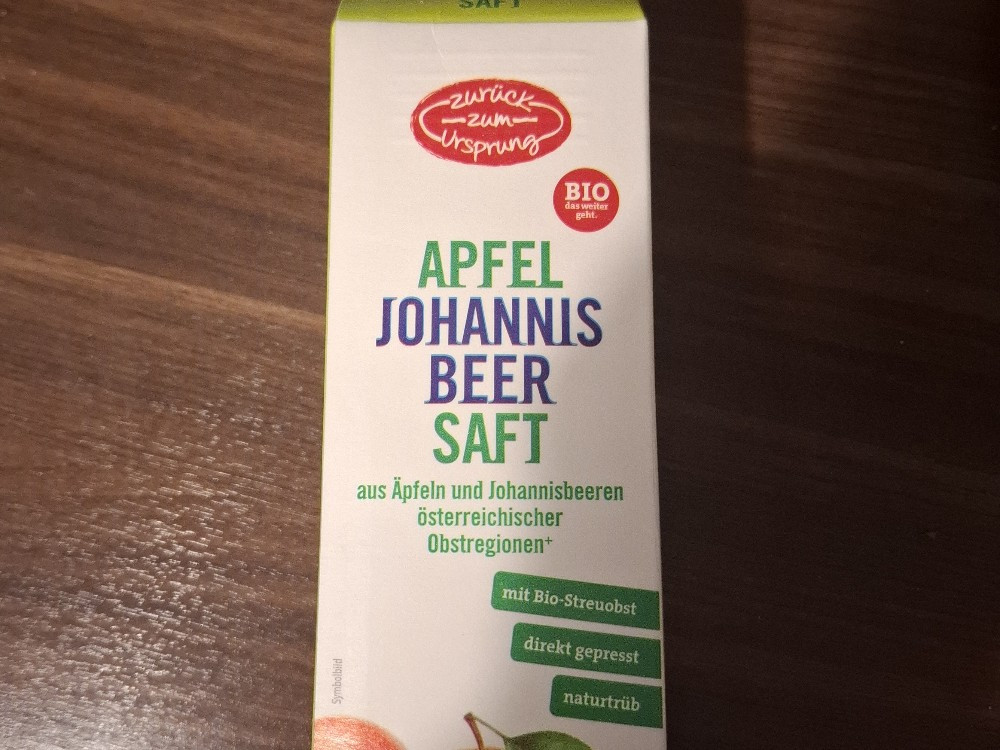 SAFT
zurück
zum
Ursprung
BIO
das weiter
geht.
APFEL
JOHANNIS
BEER
SAFT
aus Äpfeln und Johannisbeeren
österreichischer
Obstregionen⁺
mit Bio-Streuobst
direkt gepresst
naturtrüb
Symbolbild